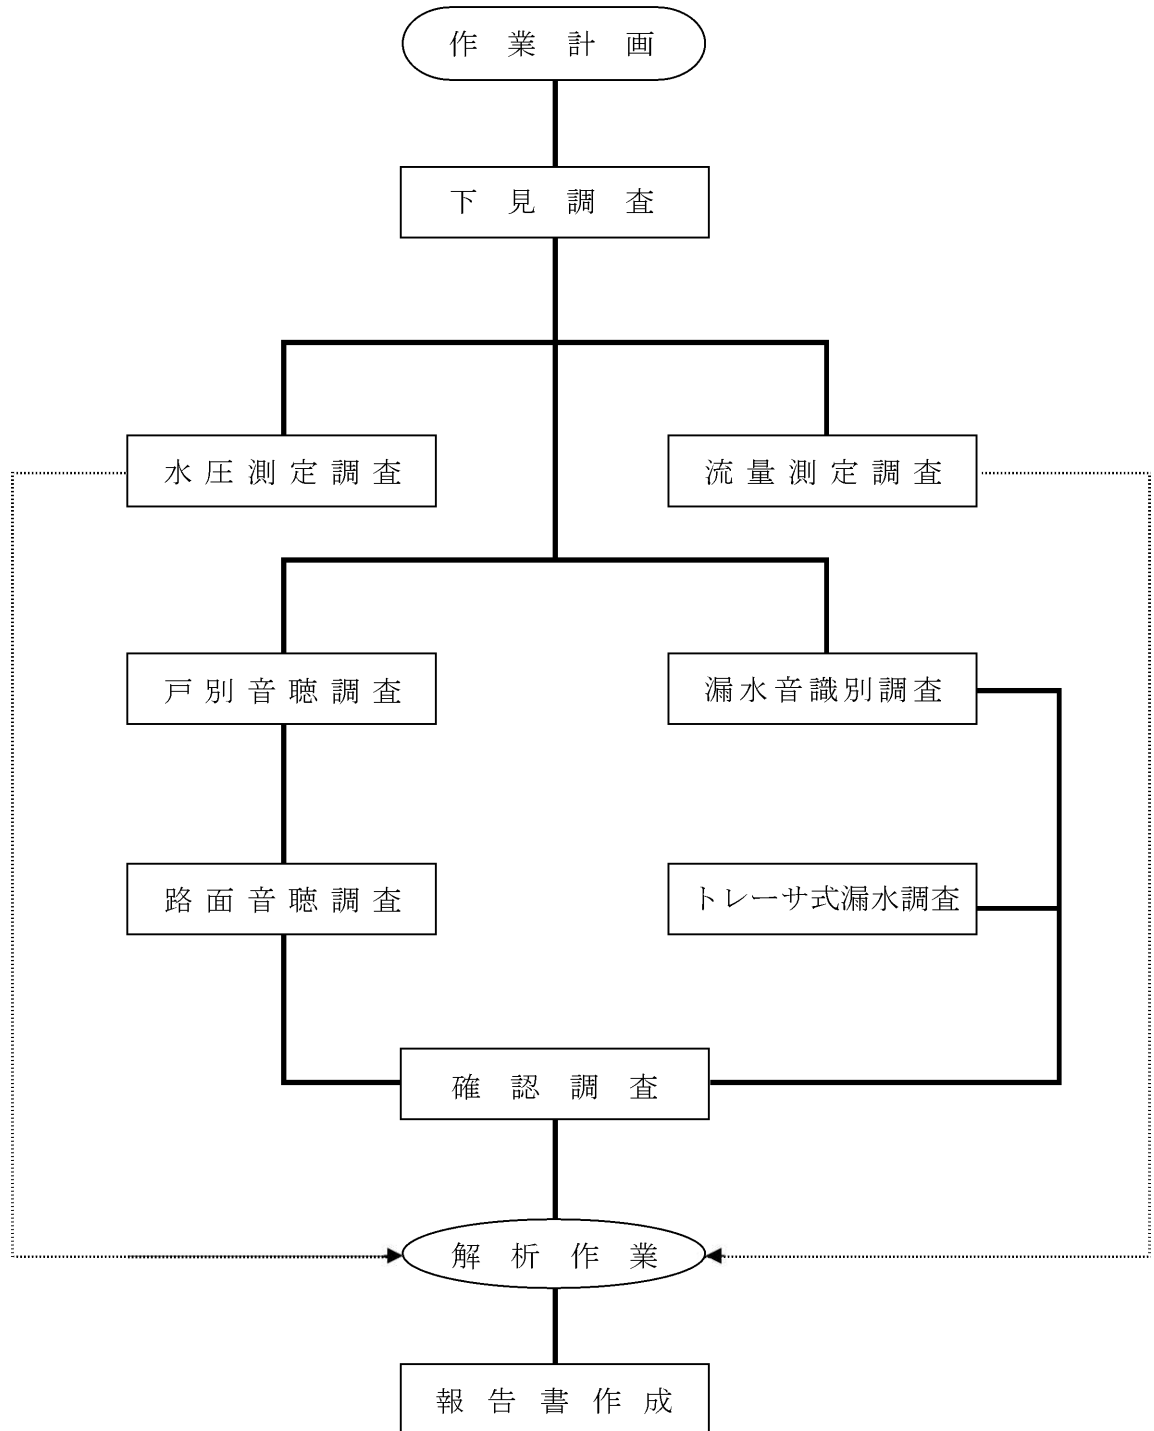 作業計画
下見調査
水圧測定調査
流量測定調査
戸別音聴調査
漏水音識別調査
路面音聴調査
トレーサ式漏水調査
確認調査
解析作業
報告書作成